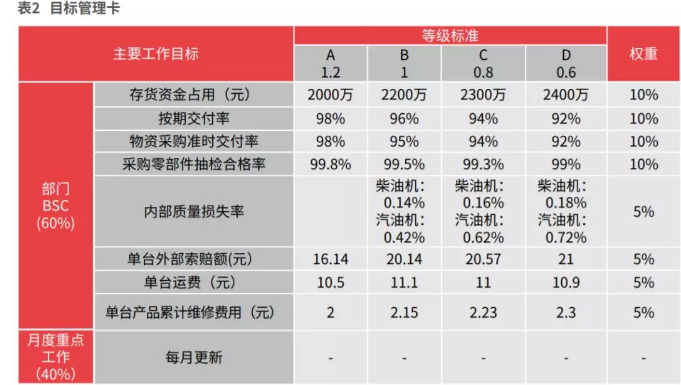 表2 目标管理卡
主要工作目标 等级标准 权重
A B C D
1.2 1 0.8 0.6
部门
BSC
(60%)
存货资金占用（元） 2000万 2200万 2300万 2400万 10%
按期交付率 98% 96% 94% 92% 10%
物资采购准时交付率 98% 95% 94% 92% 10%
采购零部件抽检合格率 99.8% 99.5% 99.3% 99% 10%
内部质量损失率 5%
柴油机： 柴油机： 柴油机：
0.14% 0.16% 0.18%
汽油机： 汽油机： 汽油机：
0.42% 0.62% 0.72%
单台外部索赔额(元） 16.14 20.14 20.57 21 5%
单台运费（元） 10.5 11.1 11 10.9 5%
单台产品累计维修费用（元） 2 2.15 2.23 2.3 5%
月度重点
工作
（40%）
每月更新 - - - - -